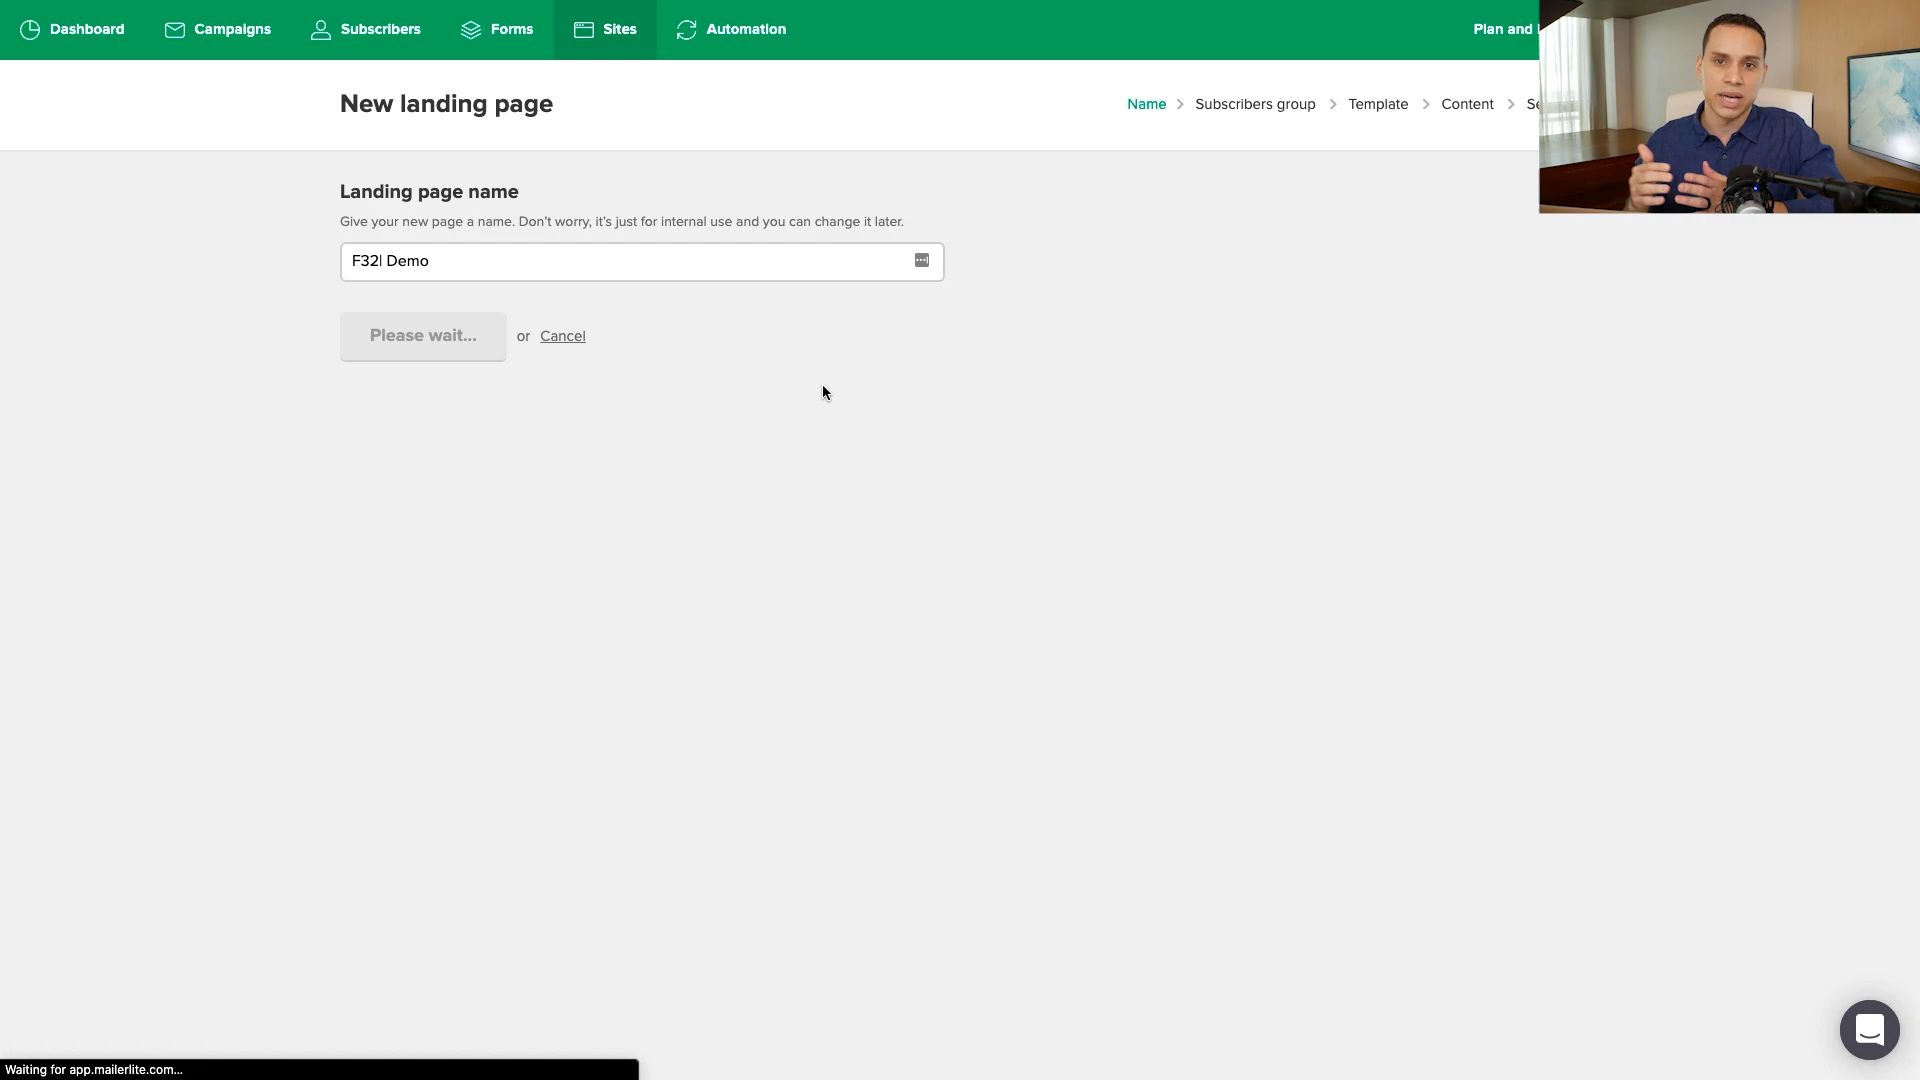 Dashboard
Campaigns
Subscribers
Forms
Sites
Automation
Plan and
New landing page
Name > Subscribers group > Template > Content > Se
Landing page name
Give your new page a name. Don't worry, it's just for internal use and you can change it later.
F32| Demo
Please wait... or Cancel
Waiting for app.mailerlite.com...